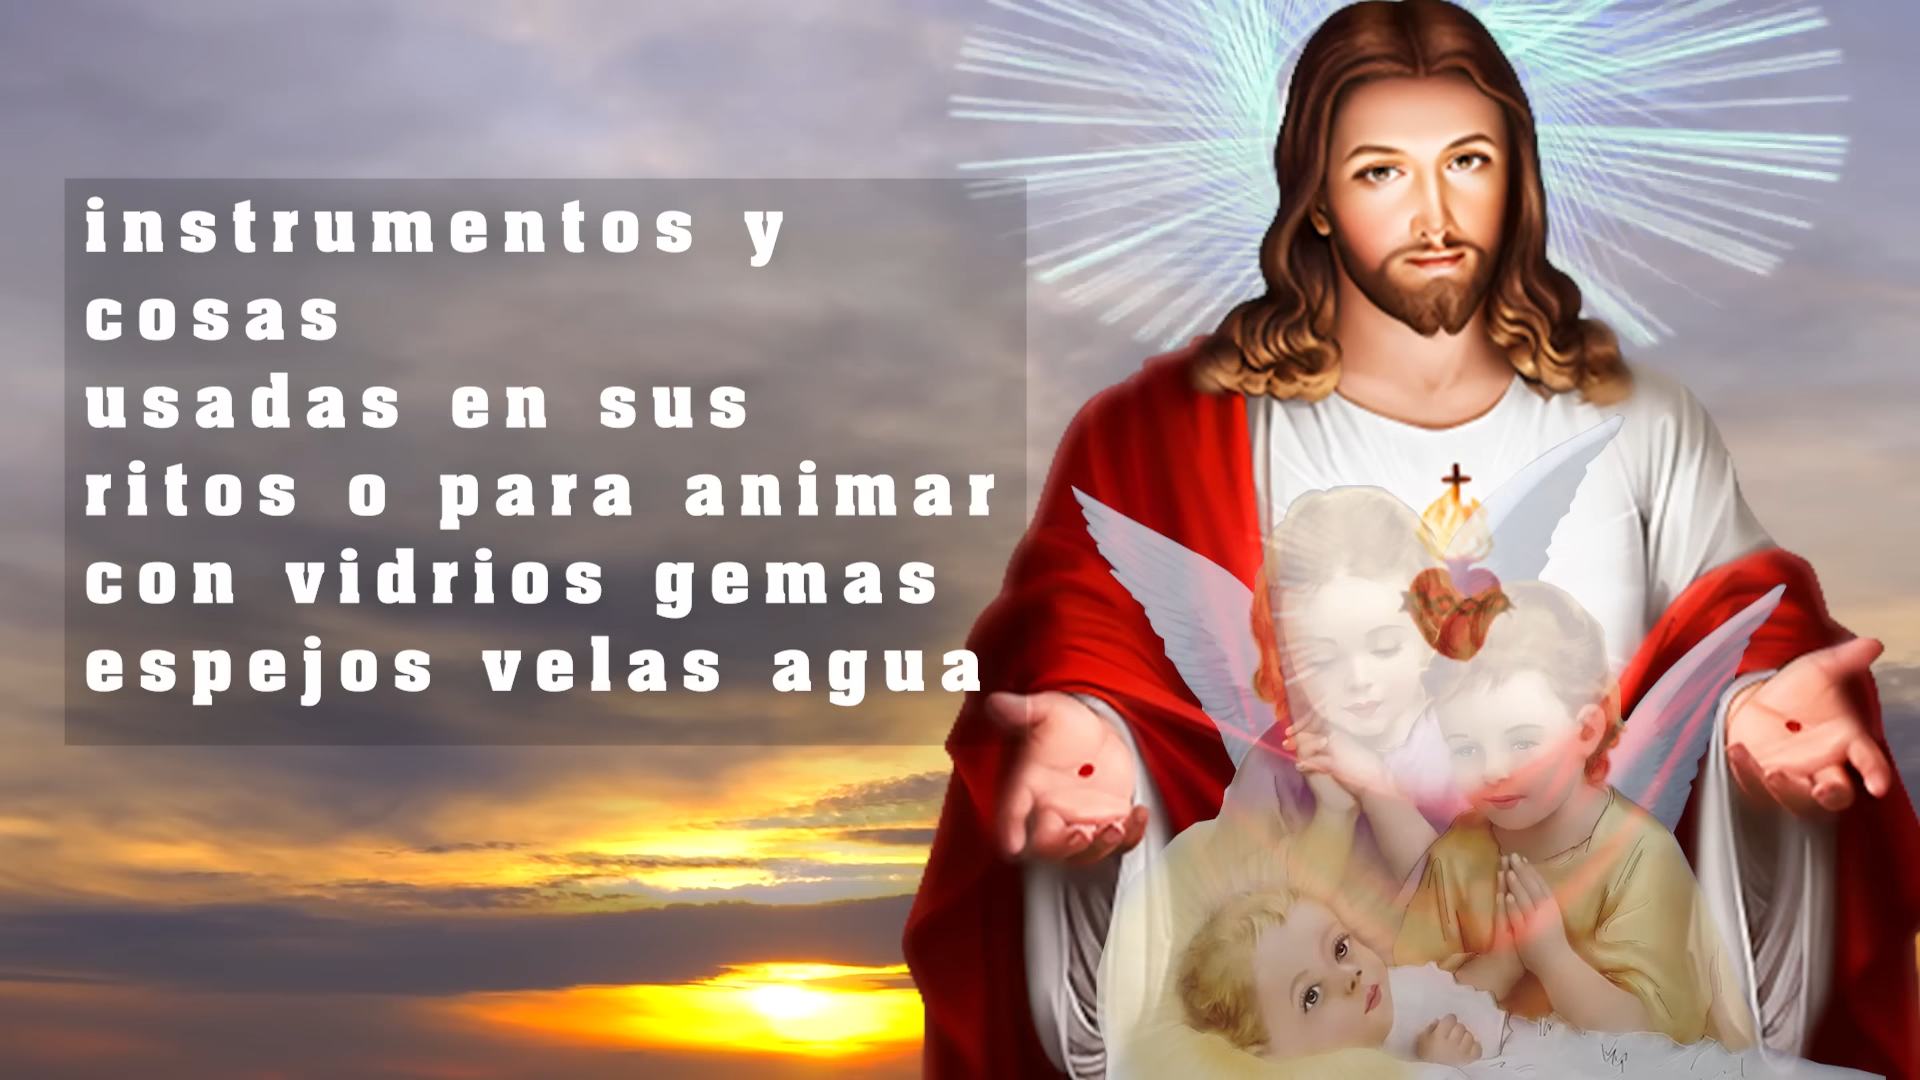 instrumentos y
cosas
usadas en sus
ritos o para animar
con vidrios gemas
espejos velas agua